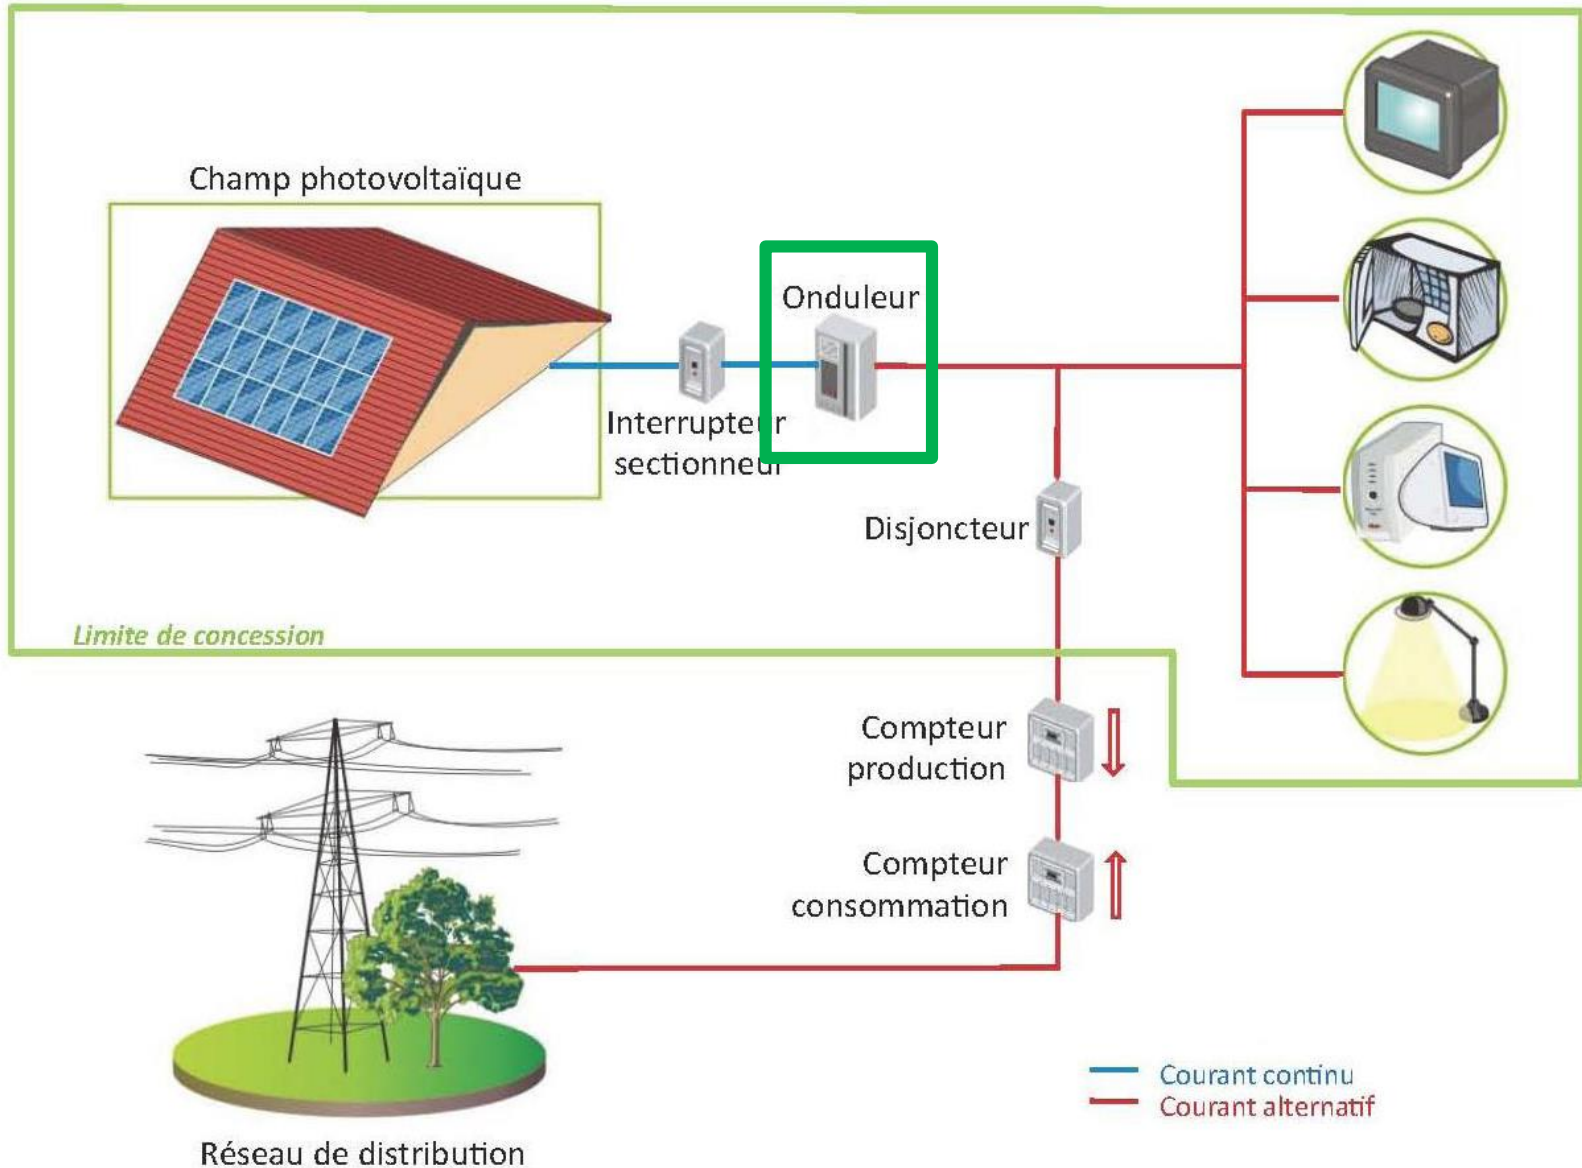 Champ photovoltaïque
Onduleur
Interrupteur
sectionneur
Disjoncteur
Limite de concession
Compteur
production
Compteur
consommation
Courant continu
Courant alternatif
Réseau de distribution